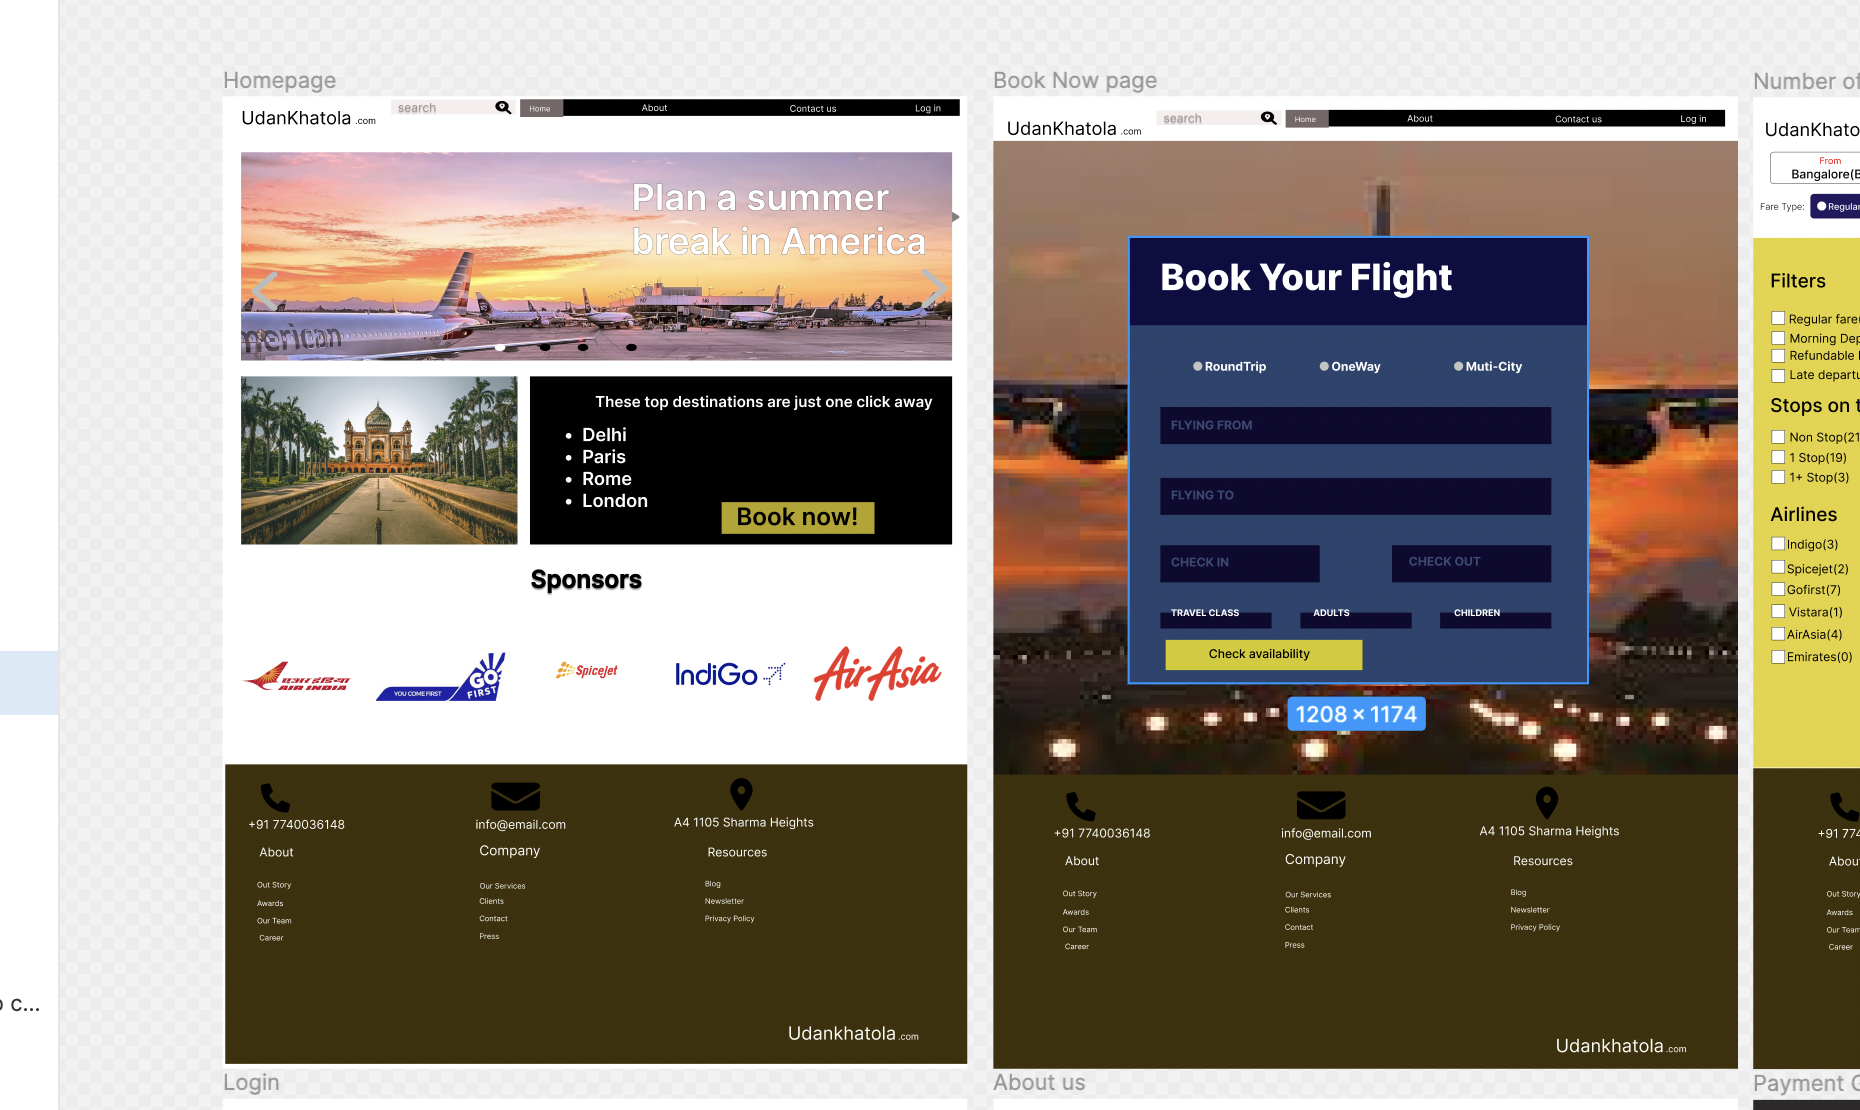 Homepage
UdanKhatola .com
search
Home
About
Contact us
Log in
Plan a summer
break in America
merican
N7
N6
These top destinations are just one click away
• Delhi
• Paris
• Rome
• London
Book now!
Sponsors
एअर इंडिया
AIR INDIA
YOU COME FIRST
GO
FIRST
SpiceJet
IndiGo
AirAsia
+91 7740036148
info@email.com
A4 1105 Sharma Heights
About
Company
Resources
Out Story
Awards
Our Team
Career
Our Services
Clients
Contact
Press
Blog
Newsletter
Privacy Policy
Udankhatola .com
Login
Book Now page
UdanKhatola .com
search
Home
About
Contact us
Log in
Book Your Flight
RoundTrip
OneWay
Muti-City
FLYING FROM
FLYING TO
CHECK IN
CHECK OUT
TRAVEL CLASS
ADULTS
CHILDREN
Check availability
1208 × 1174
+91 7740036148
info@email.com
A4 1105 Sharma Heights
About
Company
Resources
Out Story
Awards
Our Team
Career
Our Services
Clients
Contact
Press
Blog
Newsletter
Privacy Policy
Udankhatola .com
About us
Number of
UdanKhato
From
Bangalore(B
Fare Type:
Regular
Filters
Regular fare
Morning Dep
Refundable
Late departu
Stops on t
Non Stop(21
1 Stop(19)
1+ Stop(3)
Airlines
Indigo(3)
Spicejet(2)
Gofirst(7)
Vistara(1)
AirAsia(4)
Emirates(0)
+91 774
About
Out Story
Awards
Our Team
Career
Payment G
c...